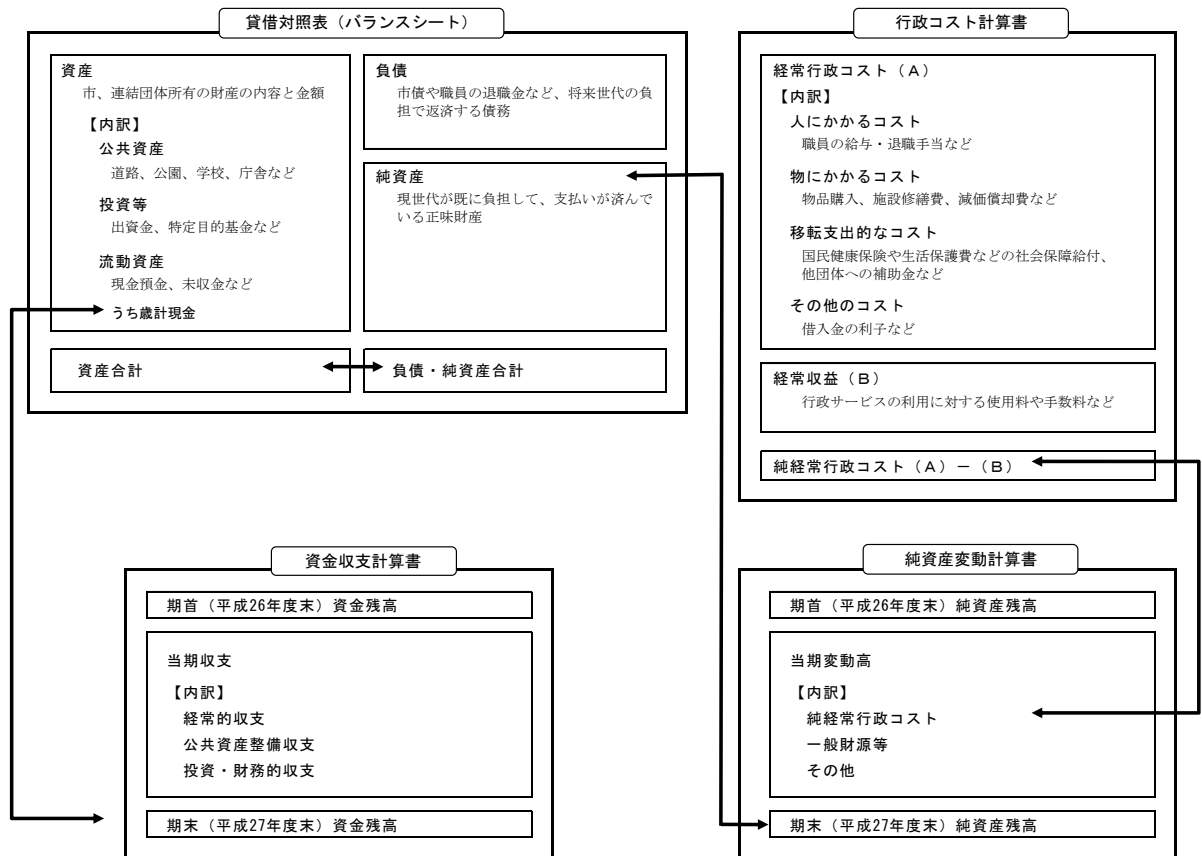 貸借対照表（バランスシート）
資産
市、連結団体所有の財産の内容と金額
【内訳】
公共資産
道路、公園、学校、庁舎など
投資等
出資金、特定目的基金など
流動資産
現金預金、未収金など
うち歳計現金
負債
市債や職員の退職金など、将来世代の負
担で返済する債務
純資産
現世代が既に負担して、支払いが済んで
いる正味財産
資産合計
負債・純資産合計
行政コスト計算書
経常行政コスト（Ａ）
【内訳】
人にかかるコスト
職員の給与・退職手当など
物にかかるコスト
物品購入、施設修繕費、減価償却費など
移転支出的なコスト
国民健康保険や生活保護費などの社会保障給付、
他団体への補助金など
その他のコスト
借入金の利子など
経常収益（Ｂ）
行政サービスの利用に対する使用料や手数料など
純経常行政コスト（Ａ）－（Ｂ）
資金収支計算書
期首（平成26年度末）資金残高
当期収支
【内訳】
経常的収支
公共資産整備収支
投資・財務的収支
期末（平成27年度末）資金残高
純資産変動計算書
期首（平成26年度末）純資産残高
当期変動高
【内訳】
純経常行政コスト
一般財源等
その他
期末（平成27年度末）純資産残高